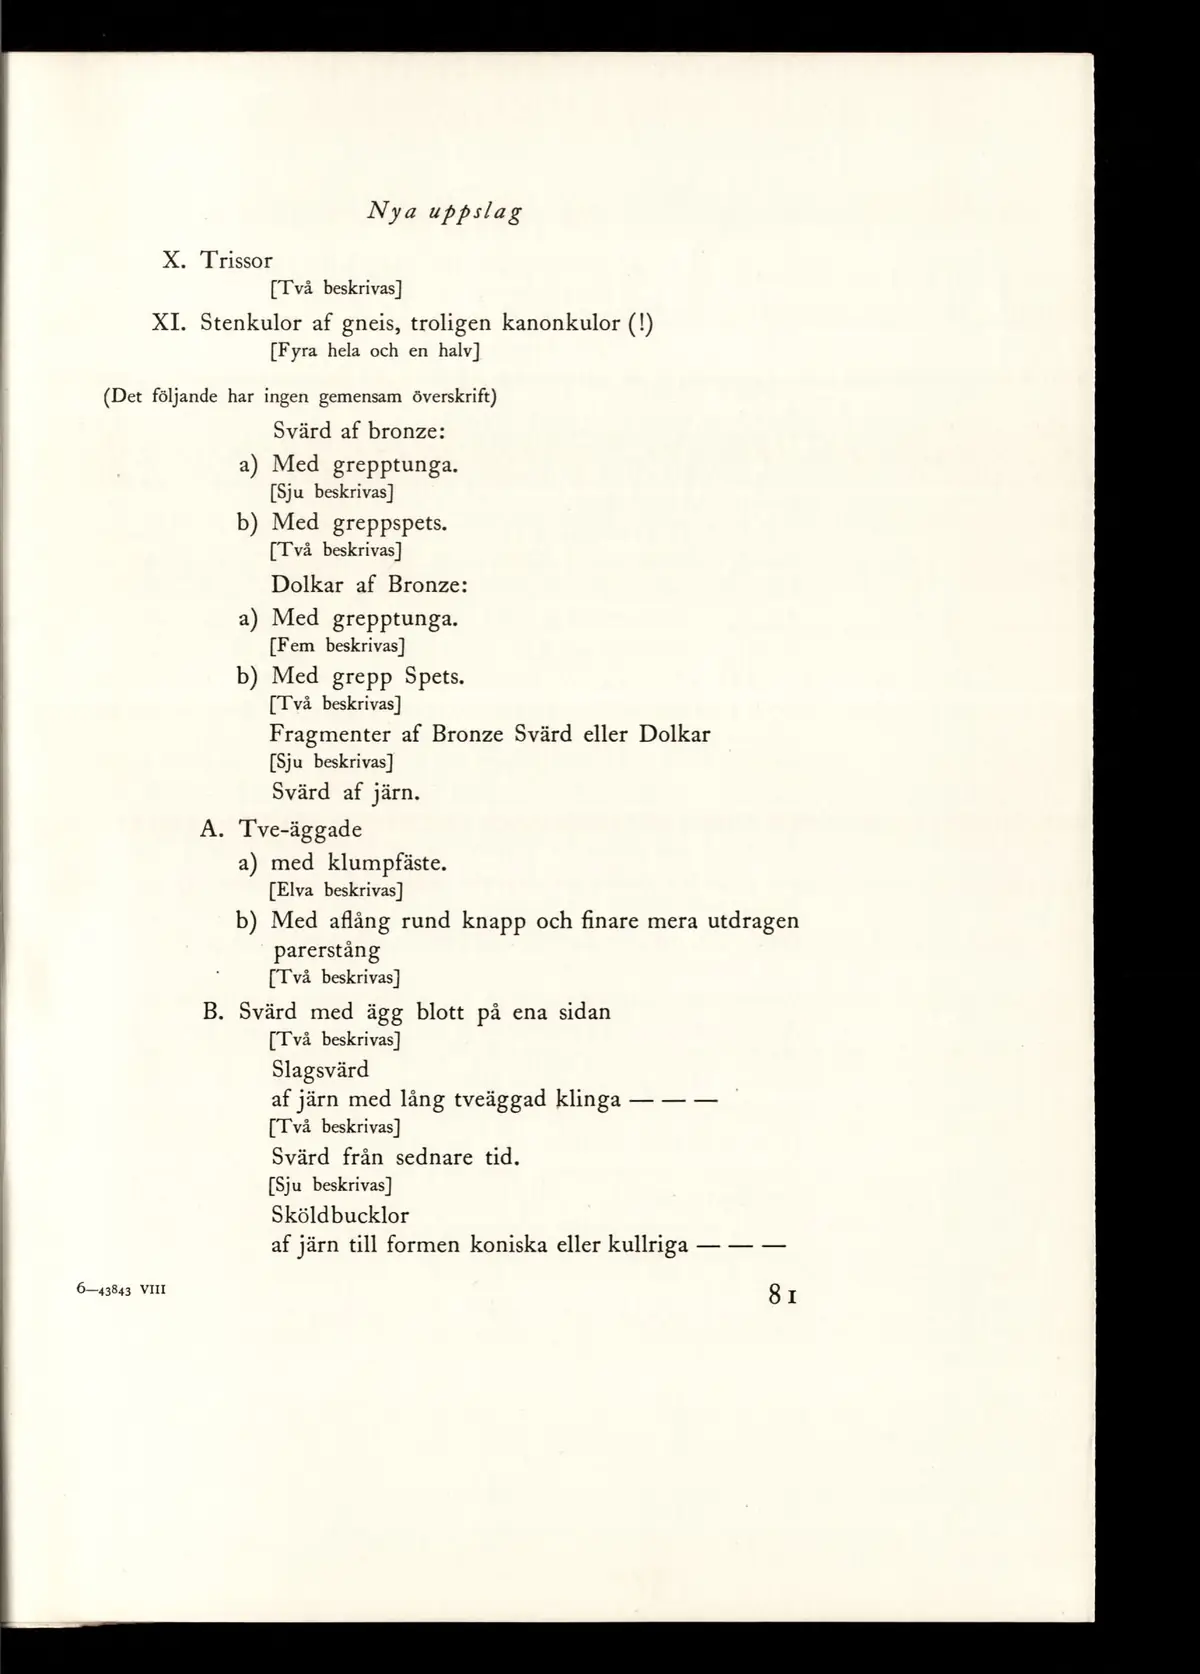 Nya uppslag
X. Trissor
[Två beskrivas]
XI. Stenkulor af gneis, troligen kanonkulor (!)
[Fyra hela och en halv]
(Det följande har ingen gemensam överskrift)
Svärd af bronze:
a) Med grepptunga.
[Sju beskrivas]
b) Med greppspets.
[Två beskrivas]
Dolkar af Bronze:
a) Med grepptunga.
[Fem beskrivas]
b) Med grepp Spets.
[Två beskrivas]
Fragmenter af Bronze Svärd eller Dolkar
[Sju beskrivas]
Svärd af järn.
A. Tve-äggade
a) med klumpfäste.
[Elva beskrivas]
b) Med aflång rund knapp och finare mera utdragen
parerstång
[Två beskrivas]
B. Svärd med ägg blott på ena sidan
[Två beskrivas]
Slagsvärd
af järn med lång tveäggad klinga — — —
[Två beskrivas]
Svärd från sednare tid.
[Sju beskrivas]
Sköldbucklor
af järn till formen koniska eller kullriga — — —
6—43843 VIII
81